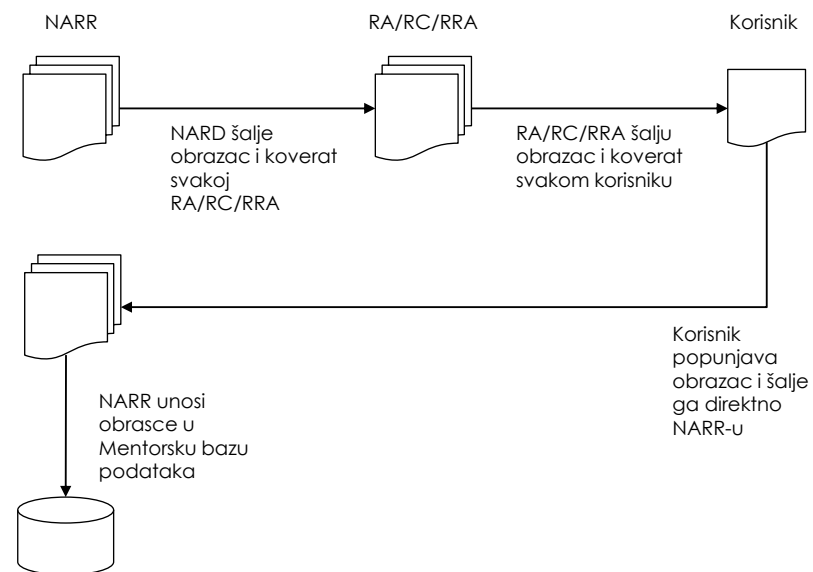 NARR
RA/RC/RRA
Korisnik
NARD šalje
obrazac i koverat
svakoj
RA/RC/RRA
RA/RC/RRA šalju
obrazac i koverat
svakom korisniku
Korisnik
popunjava
obrazac i šalje
ga direktno
NARR-u
NARR unosi
obrasce u
Mentorsku bazu
podataka